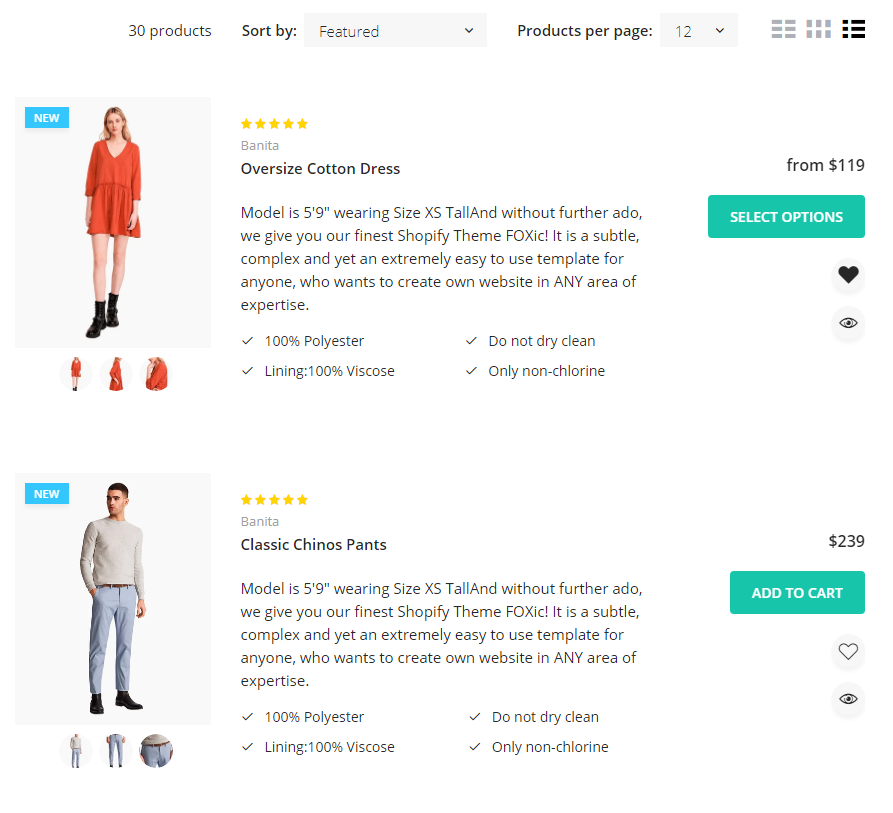 30 products Sort by: Featured Products per page: 12
NEW
Banita
Oversize Cotton Dress
from $119
Model is 5'9" wearing Size XS TallAnd without further ado,
we give you our finest Shopify Theme FOXic! It is a subtle,
complex and yet an extremely easy to use template for
anyone, who wants to create own website in ANY area of
expertise.
SELECT OPTIONS
100% Polyester Do not dry clean
Lining:100% Viscose Only non-chlorine
NEW
Banita
Classic Chinos Pants
$239
Model is 5'9" wearing Size XS TallAnd without further ado,
we give you our finest Shopify Theme FOXic! It is a subtle,
complex and yet an extremely easy to use template for
anyone, who wants to create own website in ANY area of
expertise.
ADD TO CART
100% Polyester Do not dry clean
Lining:100% Viscose Only non-chlorine